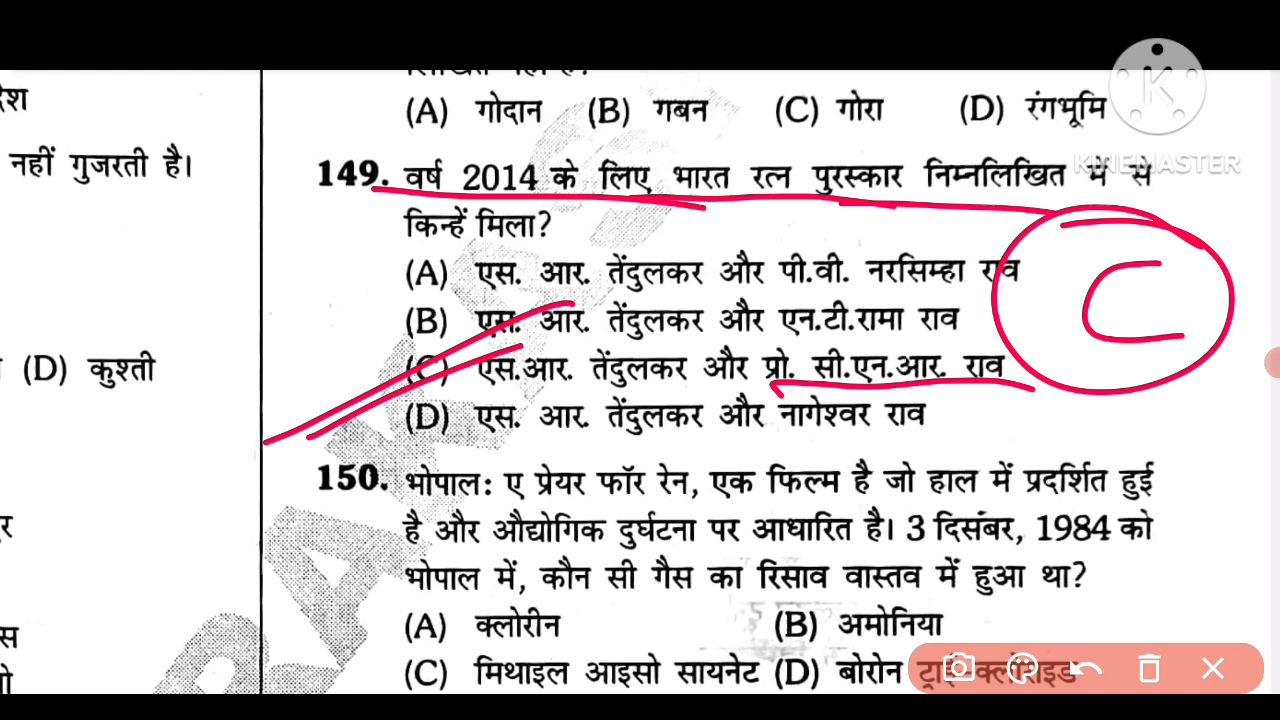 (A) गोदान (B) गबन (C) गोरा (D) रंगभूमि
नहीं गुजरती है।
KINEMASTER
149. वर्ष 2014 के लिए भारत रत्न पुरस्कार निम्नलिखित में से
किन्हें मिला?
(A) एस. आर. तेंदुलकर और पी.वी. नरसिम्हा राव
(B) एस. आर. तेंदुलकर और एन.टी.रामा राव
(C) एस.आर. तेंदुलकर और प्रो. सी.एन.आर. राव
C
(D) कुश्ती
(D) एस. आर. तेंदुलकर और नागेश्वर राव
150. भोपाल: ए प्रेयर फॉर रेन, एक फिल्म है जो हाल में प्रदर्शित हुई
है और औद्योगिक दुर्घटना पर आधारित है। 3 दिसंबर, 1984 को
भोपाल में, कौन सी गैस का रिसाव वास्तव में हुआ था?
(A) क्लोरीन (B) अमोनिया
(C) मिथाइल आइसो सायनेट (D) बोरोन ट्राई-क्लोराइड